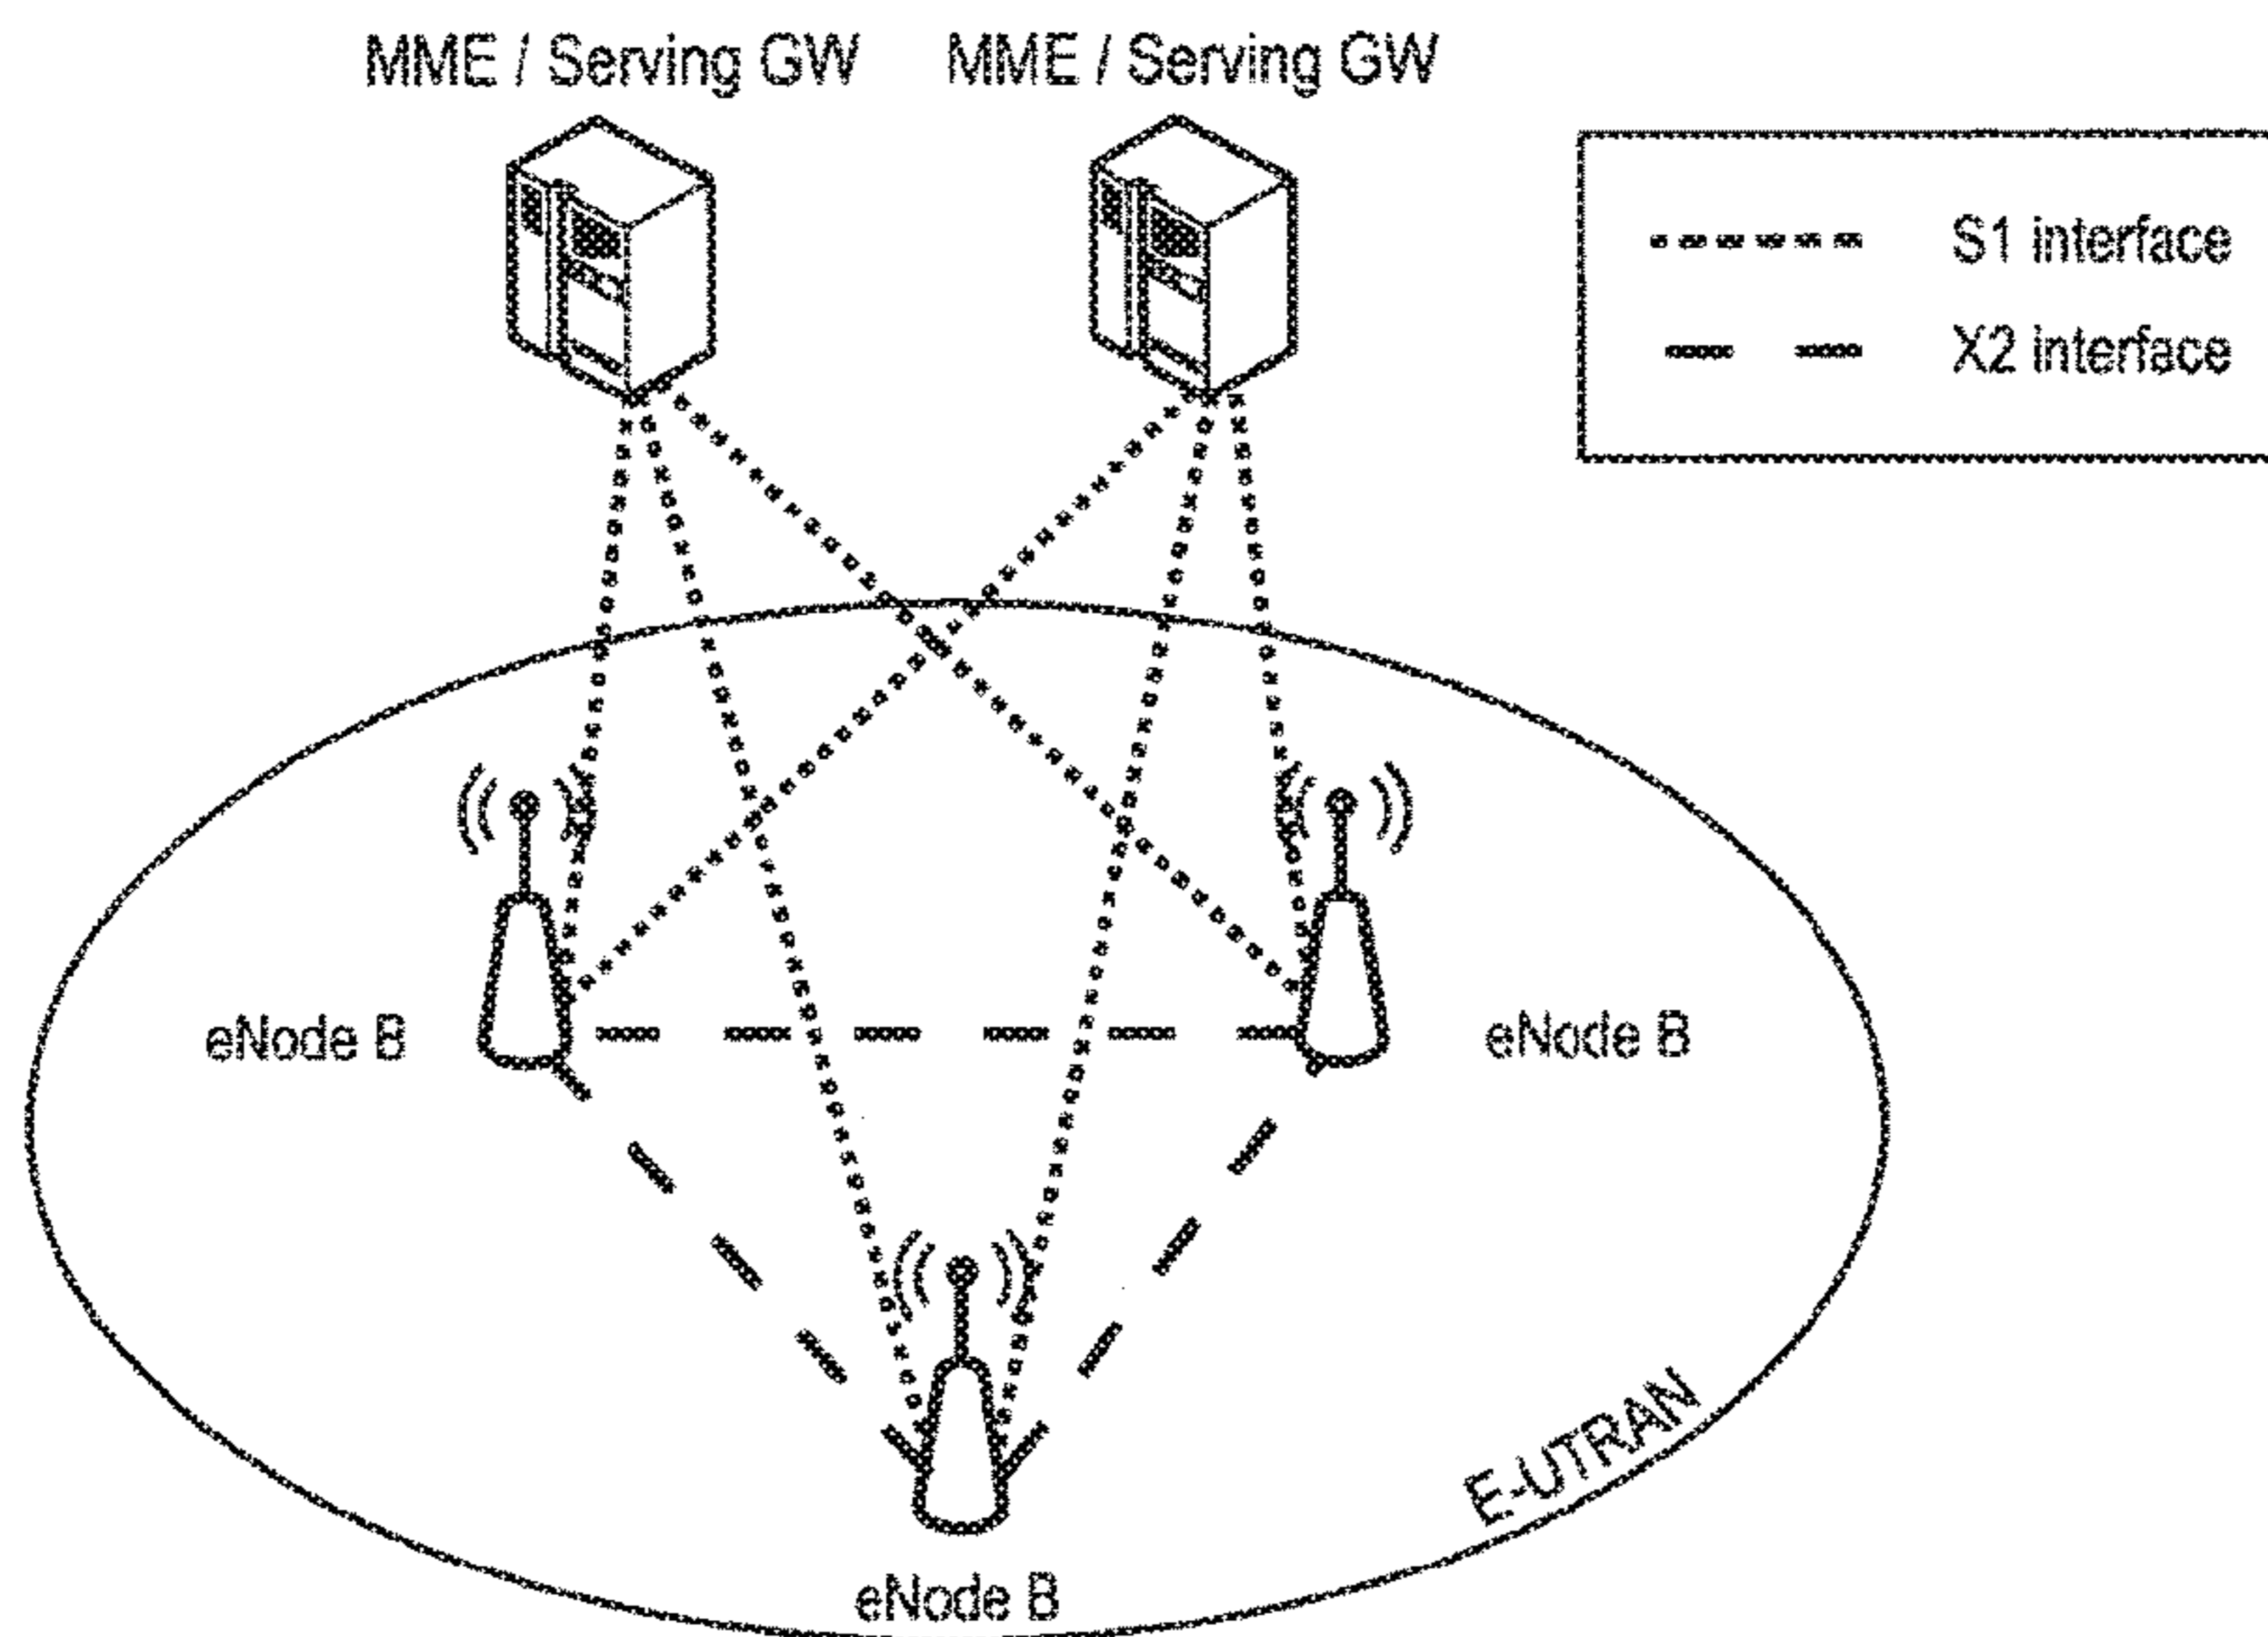 MME / Serving GW
MME / Serving GW
S1 interface
X2 interface
eNode B
eNode B
E-UTRAN
eNode B